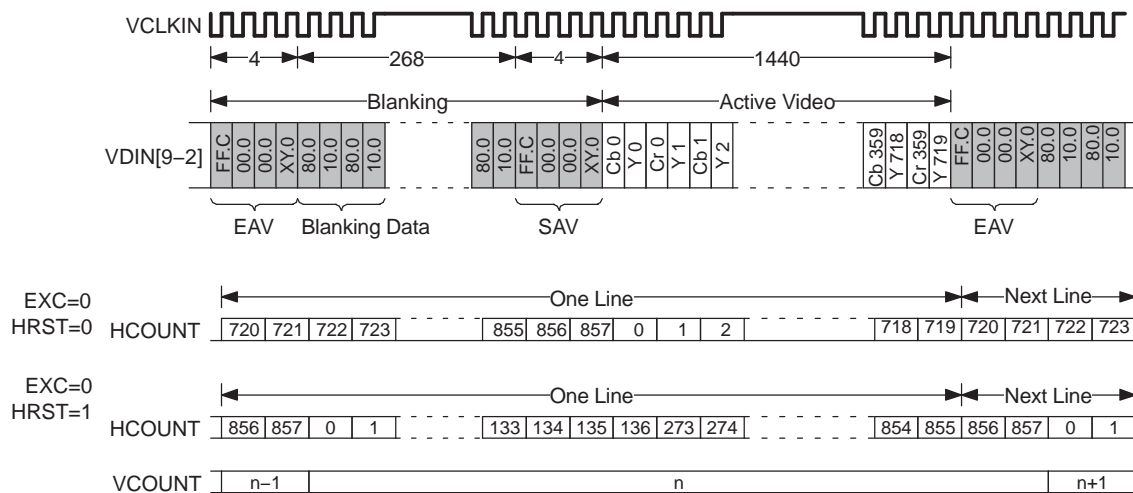 VCLKIN
4 268 4 1440
Blanking Active Video
VDIN[9–2] FF.C 00.0 00.0 XY.0 80.0 10.0 80.0 10.0 80.0 10.0 FF.C 00.0 00.0 XY.0 Cb 0 Y 0 Cr 0 Y 1 Cb 1 Y 2 Cb 359 Y 718 Cr 359 Y 719 FF.C 00.0 00.0 XY.0 80.0 10.0 80.0 10.0
EAV Blanking Data SAV EAV
EXC=0
HRST=0
One Line Next Line
HCOUNT 720 721 722 723 855 856 857 0 1 2 718 719 720 721 722 723
EXC=0
HRST=1
One Line Next Line
HCOUNT 856 857 0 1 133 134 135 136 273 274 854 855 856 857 0 1
VCOUNT n–1 n n+1